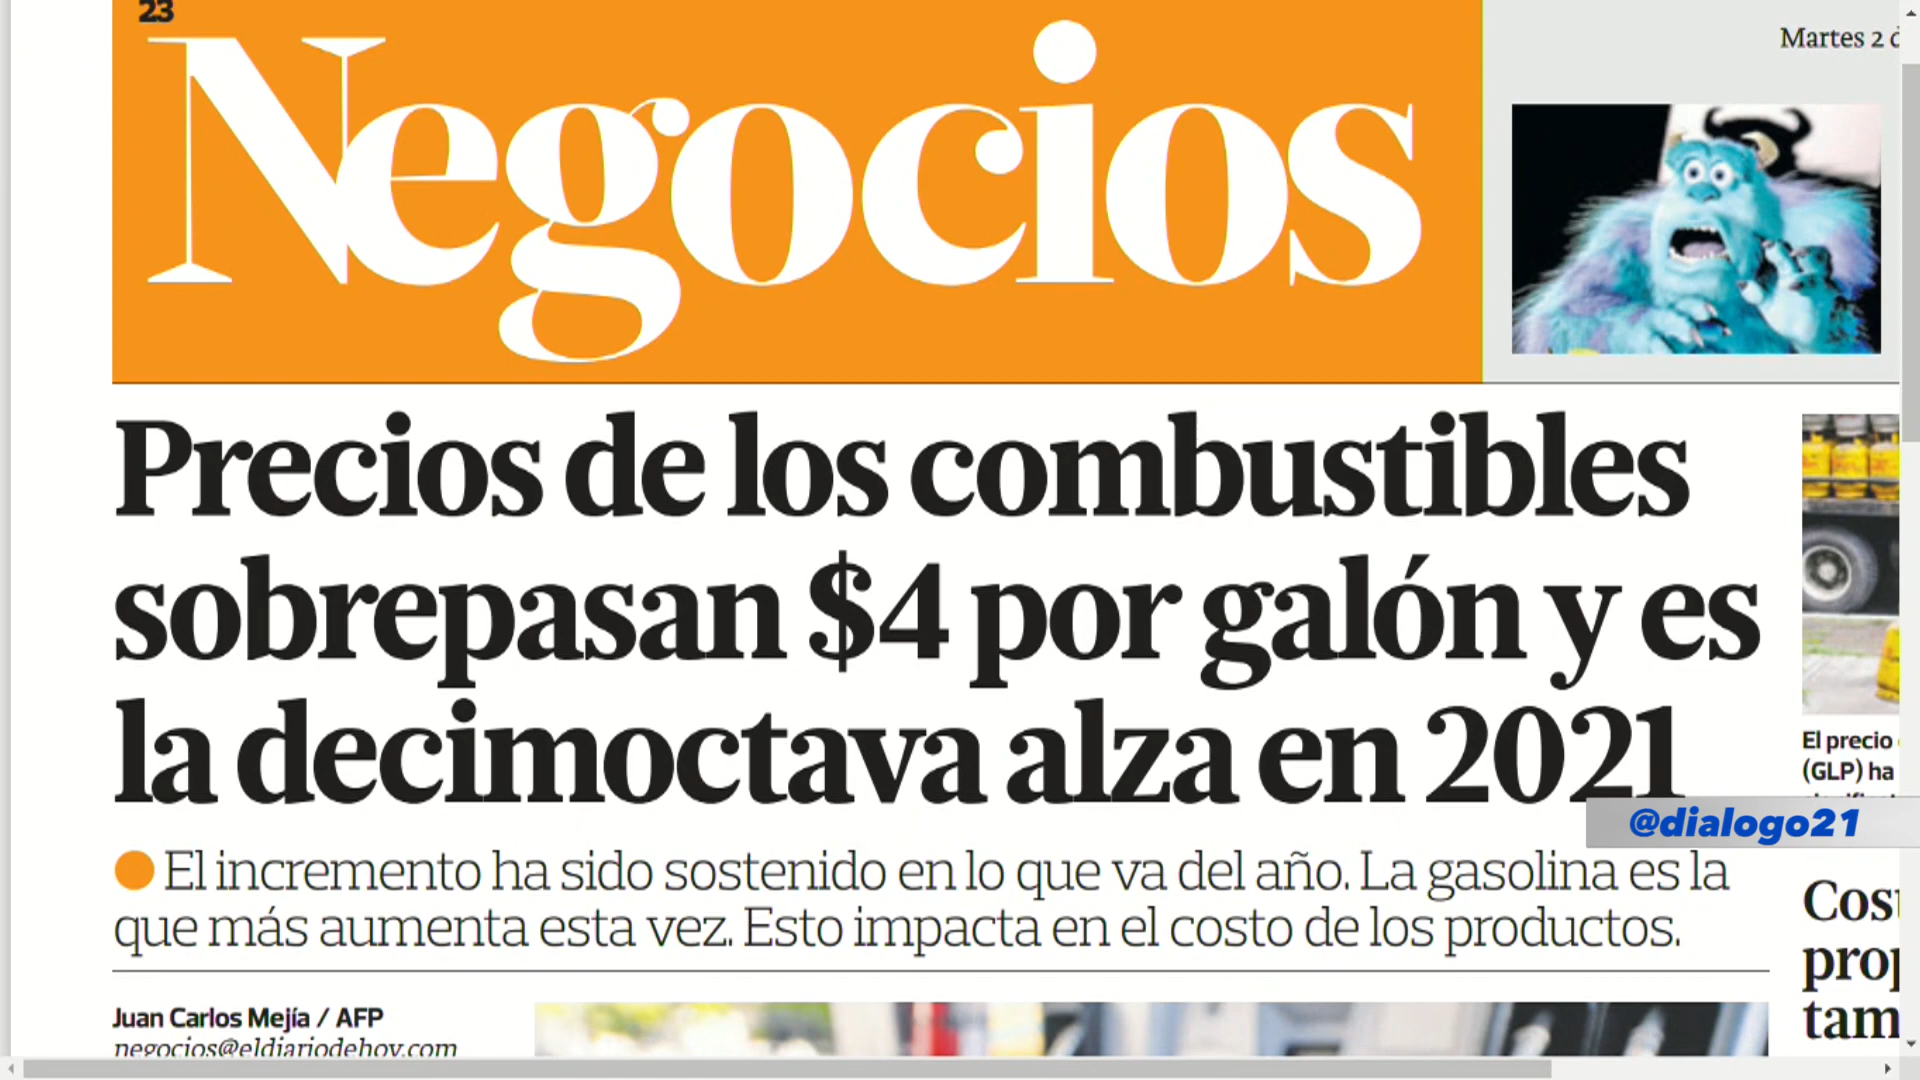 23
Negocios
Martes 2
Precios de los combustibles
sobrepasan $4 por galón y es
la decimoctava alza en 2021
El incremento ha sido sostenido en lo que va del año. La gasolina es la
que más aumenta esta vez. Esto impacta en el costo de los productos.
Juan Carlos Mejía / AFP
negocios@eldiariodehoy.com
El precio
(GLP) ha
@dialogo21